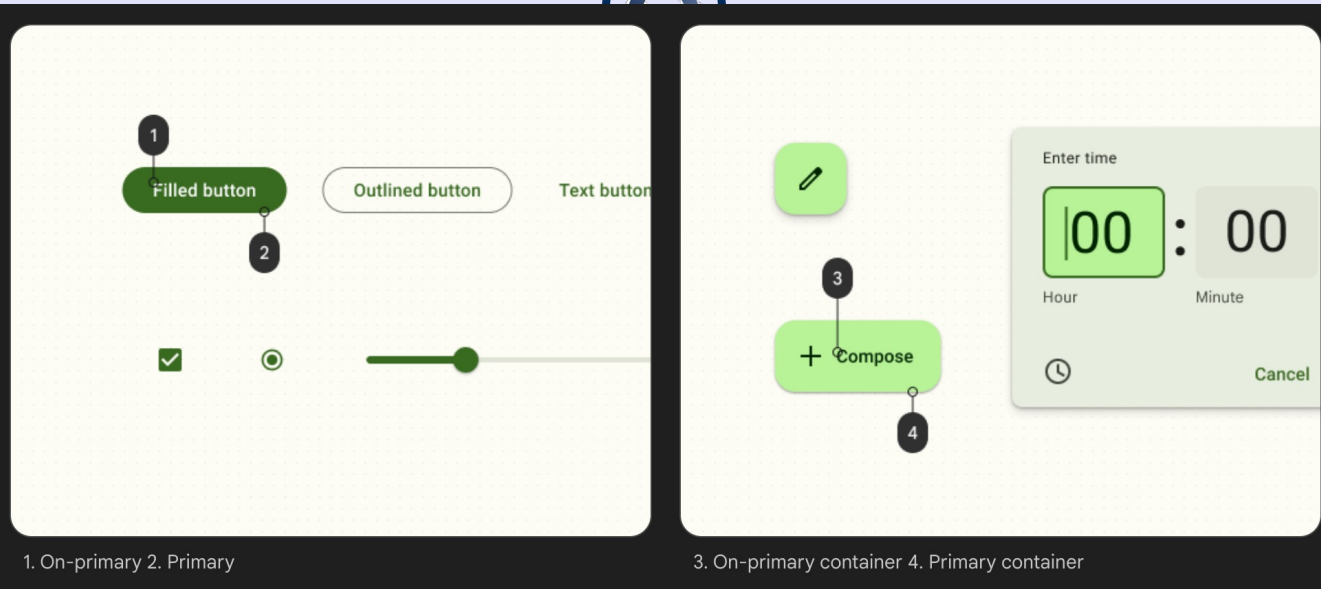 1
Filled button
Outlined button
Text button
2
1. On-primary 2. Primary
Enter time
00 : 00
Hour
Minute
3
+ Compose
Cancel
4
3. On-primary container 4. Primary container